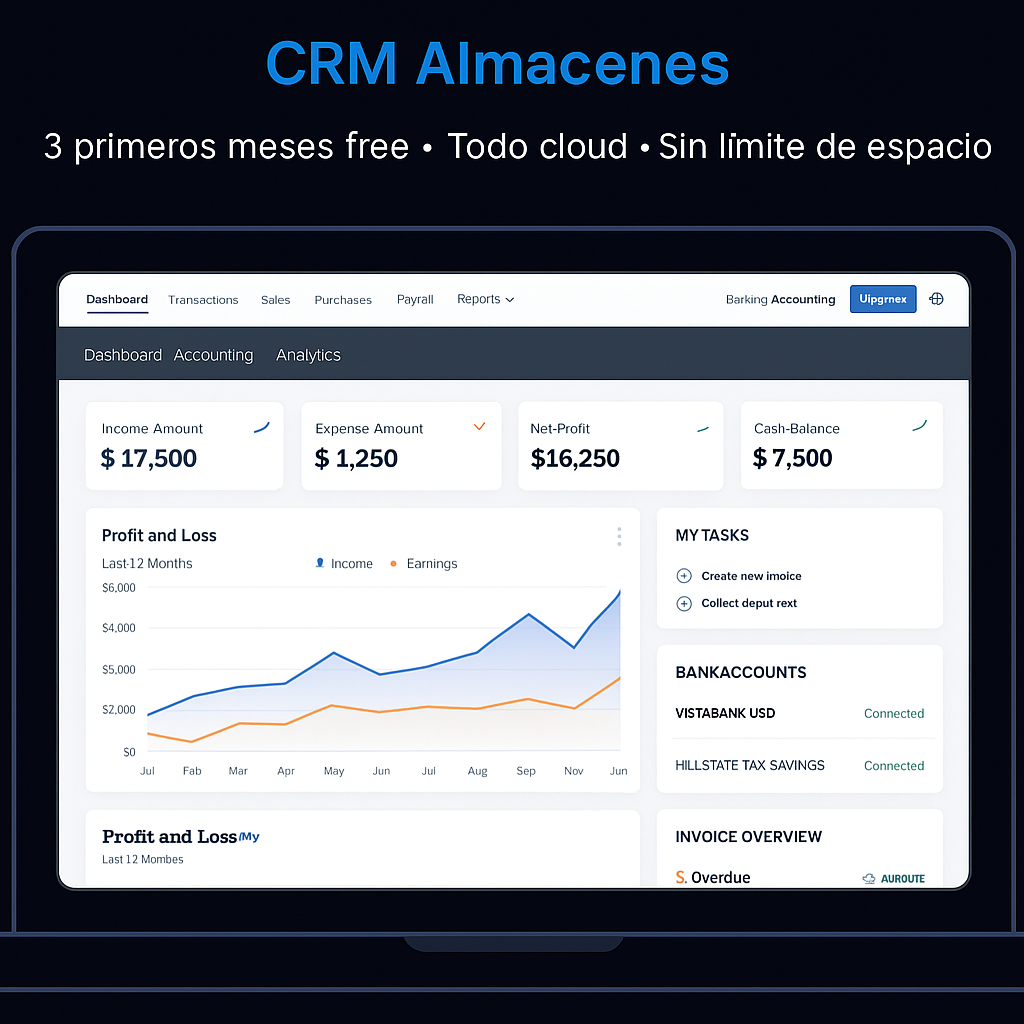 CRM Almacenes
3 primeros meses free • Todo cloud • Sin límite de espacio
Dashboard Transactions Sales Purchases Payrall Reports Barking Accounting Uipgrnex
Dashboard Accounting Analytics
Income Amount
$ 17,500
Expense Amount
$ 1,250
Net-Profit
$16,250
Cash-Balance
$ 7,500
Profit and Loss
Last-12 Months
Income Earnings
$6,000
$4,000
$5,000
$2,000
$0
Jul Fab Mar Apr May Jun Jui Aug Sep Nov Jun
MY TASKS
Create new imoice
Collect deput rext
BANKACCOUNTS
VISTABANK USD Connected
HILLSTATE TAX SAVINGS Connected
Profit and Loss/My
Last 12 Mombes
INVOICE OVERVIEW
S. Overdue AUROUTE